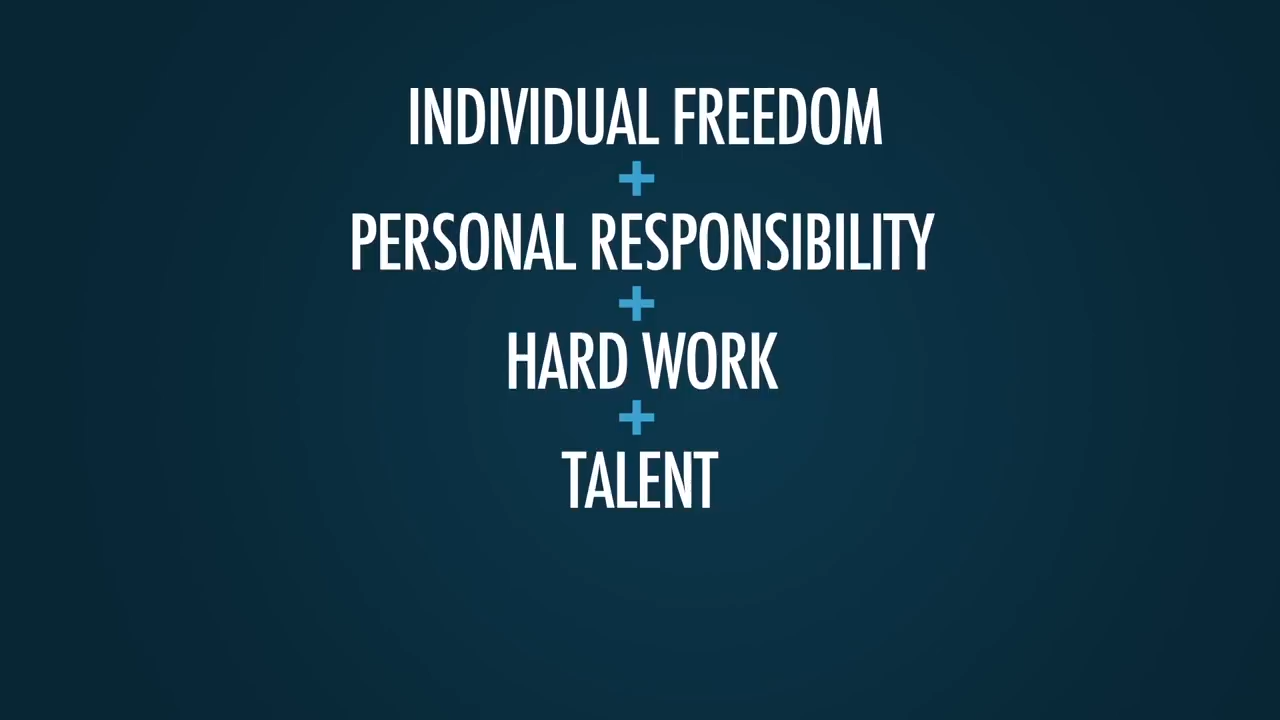 INDIVIDUAL FREEDOM
+
PERSONAL RESPONSIBILITY
+
HARD WORK
+
TALENT